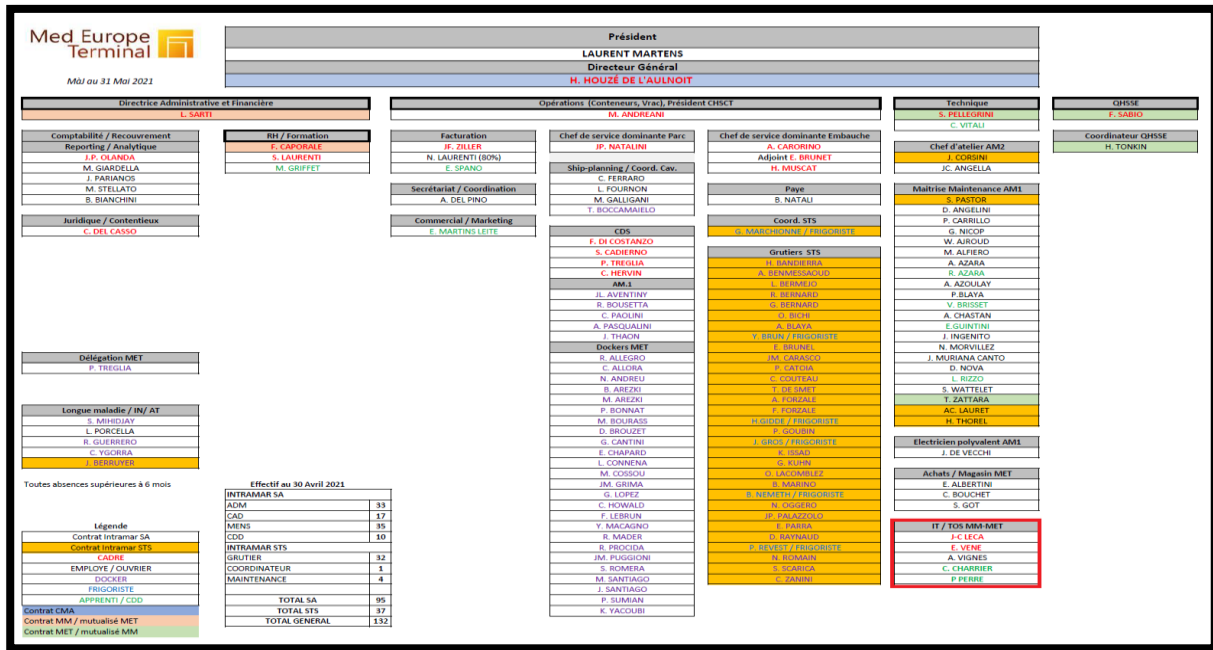 Med Europe
Terminal
MàJ au 31 Mai 2021
Président
LAURENT MARTENS
Directeur Général
H. HOUZÉ DE L'AULNOIT
Directrice Administrative et Financière
L. SARTI
Opérations (Conteneurs, Vrac), Président CHSCT
M. ANDREANI
Technique
S. PELLEGRINI
C. VITALI
QHSSE
F. SABIO
Comptabilité / Recouvrement
Reporting / Analytique
J.P. OLANDA
M. GIARDELLA
J. PARIANOS
M. STELLATO
B. BIANCHINI
Juridique / Contentieux
C. DEL CASSO
Délégation MET
P. TREGLIA
Longue maladie / IN/ AT
S. MIHIDJAY
L. PORCELLA
R. GUERRERO
C. YGORRA
J. BERRUYER
Toutes absences supérieures à 6 mois
Légende
Contrat Intramar SA
Contrat Intramar STS
CADRE
EMPLOYE / OUVRIER
DOCKER
FRIGORISTE
APPRENTI / CDD
Contrat CMA
Contrat MM / mutualisé MET
Contrat MET / mutualisé MM
RH / Formation
F. CAPORALE
S. LAURENTI
M. GRIFFET
Effectif au 30 Avril 2021
INTRAMAR SA
ADM 33
CAD 17
MENS 35
CDD 10
INTRAMAR STS
GRUTIER 32
COORDINATEUR 1
MAINTENANCE 4
TOTAL SA 95
TOTAL STS 37
TOTAL GENERAL 132
Facturation
JF. ZILLER
N. LAURENTI (80%)
E. SPANO
Secrétariat / Coordination
A. DEL PINO
Commercial / Marketing
E. MARTINS LEITE
Chef de service dominante Parc
JP. NATALINI
Ship-planning / Coord. Cav.
C. FERRARO
L. FOURNON
M. GALLIGANI
T. BOCCAMAIELO
CDS
F. DI COSTANZO
S. CADIERNO
P. TREGLIA
C. HERVIN
AM.1
JL. AVENTINY
R. BOUSETTA
C. PAOLINI
A. PASQUALINI
J. THAON
Dockers MET
R. ALLEGRO
C. ALLORA
N. ANDREU
B. AREZKI
M. AREZKI
P. BONNAT
M. BOURASS
D. BROUZET
G. CANTINI
E. CHAPARD
L. CONNENA
M. COSSOU
JM. GRIMA
G. LOPEZ
C. HOWALD
F. LEBRUN
Y. MACAGNO
R. MADER
R. PROCIDA
JM. PUGGIONI
S. ROMERA
M. SANTIAGO
J. SANTIAGO
P. SUMIAN
K. YACOUBI
Chef de service dominante Embauche
A. CARORINO
Adjoint E. BRUNET
H. MUSCAT
Paye
B. NATALI
Coord. STS
G. MARCHIONNE / FRIGORISTE
Grutiers STS
H. BANDIERRA
A. BENMESSAOUD
L. BERMEJO
R. BERNARD
G. BERNARD
O. BICHI
A. BLAYA
Y. BRUN / FRIGORISTE
E. BRUNEL
JM. CARASCO
P. CATOIA
C. COUTEAU
T. DE SMET
A. FORZALE
F. FORZALE
H.GIDDE / FRIGORISTE
P. GOUBIN
J. GROS / FRIGORISTE
K. ISSAD
G. KUHN
O. LACOMBLEZ
B. MARINO
B. NEMETH / FRIGORISTE
N. OGGERO
JP. PALAZZOLO
E. PARRA
D. RAYNAUD
P. REVEST / FRIGORISTE
N. ROMAIN
S. SCARICA
C. ZANINI
Chef d'atelier AM2
J. CORSINI
JC. ANGELLA
Maitrise Maintenance AM1
S. PASTOR
D. ANGELINI
P. CARRILLO
G. NICOP
W. AJROUD
M. ALFIERO
A. AZARA
R. AZARA
A. AZOULAY
P.BLAYA
V. BRISSET
A. CHASTAN
E.GUINTINI
J. INGENITO
N. MORVILLEZ
J. MURIANA CANTO
D. NOVA
L. RIZZO
S. WATTELET
T. ZATTARA
AC. LAURET
H. THOREL
Electricien polyvalent AM1
J. DE VECCHI
Achats / Magasin MET
E. ALBERTINI
C. BOUCHET
S. GOT
IT / TOS MM-MET
J-C LECA
E. VENE
A. VIGNES
C. CHARRIER
P PERRE
Coordinateur QHSSE
H. TONKIN